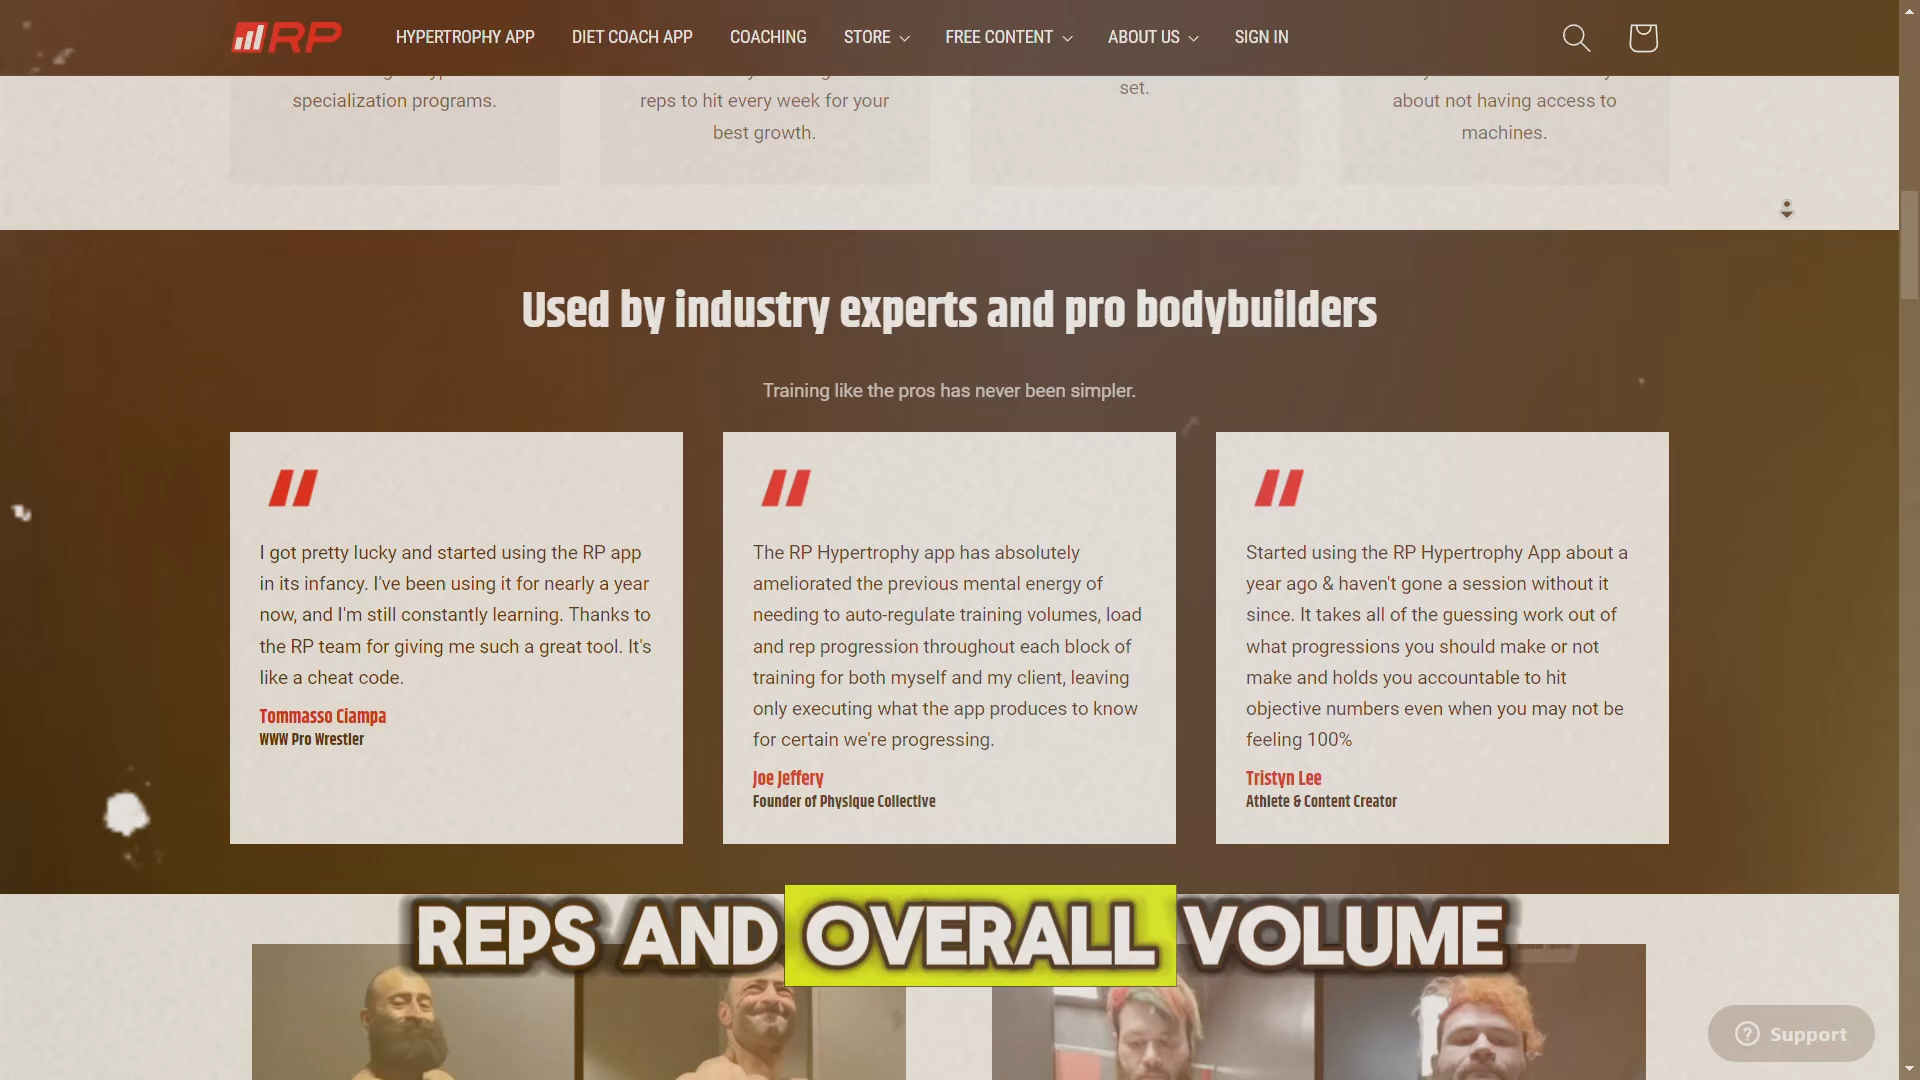 RP
HYPERTROPHY APP
DIET COACH APP
COACHING
STORE
FREE CONTENT
ABOUT US
SIGN IN
specialization programs.
reps to hit every week for your
best growth.
set.
about not having access to
machines.
Used by industry experts and pro bodybuilders
Training like the pros has never been simpler.
I got pretty lucky and started using the RP app
in its infancy. I've been using it for nearly a year
now, and I'm still constantly learning. Thanks to
the RP team for giving me such a great tool. It's
like a cheat code.
Tommasso Ciampa
WWW Pro Wrestler
The RP Hypertrophy app has absolutely
ameliorated the previous mental energy of
needing to auto-regulate training volumes, load
and rep progression throughout each block of
training for both myself and my client, leaving
only executing what the app produces to know
for certain we're progressing.
Joe Jeffery
Founder of Physique Collective
Started using the RP Hypertrophy App about a
year ago & haven't gone a session without it
since. It takes all of the guessing work out of
what progressions you should make or not
make and holds you accountable to hit
objective numbers even when you may not be
feeling 100%
Tristyn Lee
Athlete & Content Creator
REPS AND OVERALL VOLUME
Support